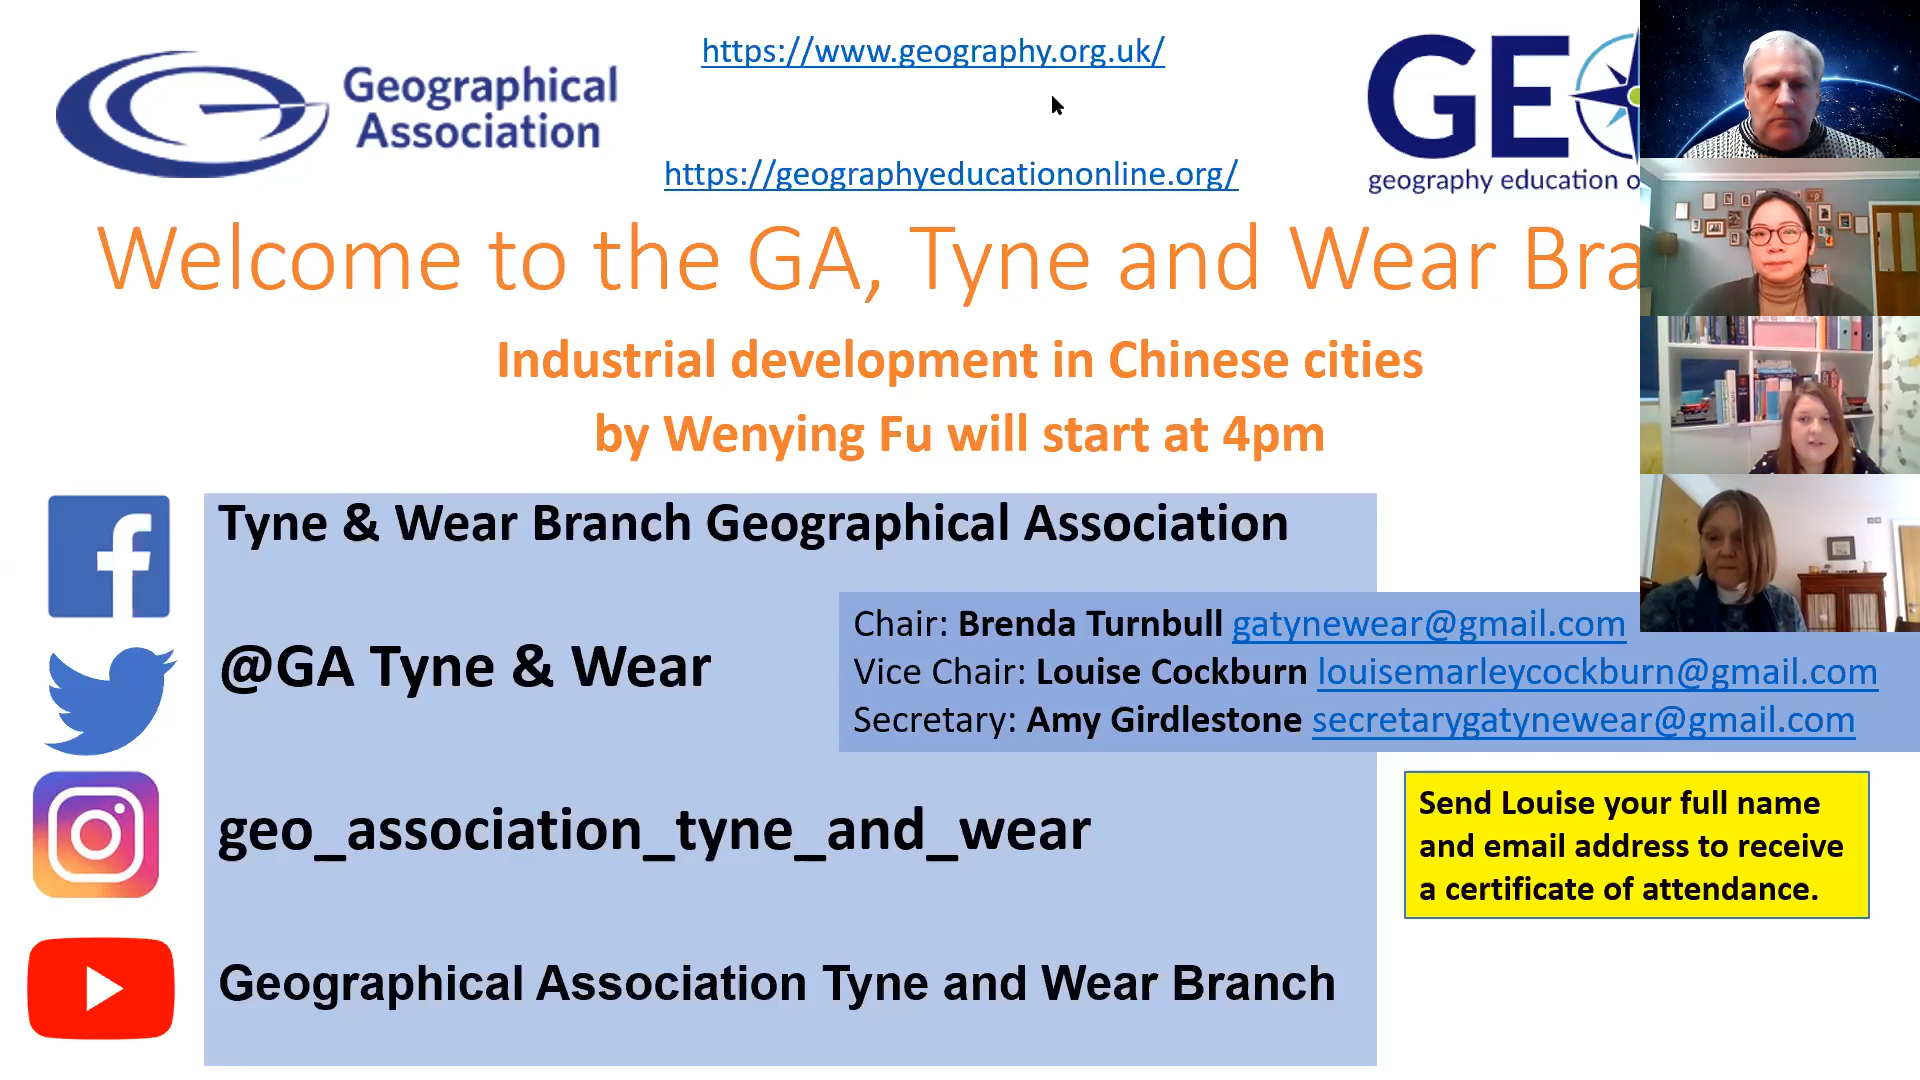 Geographical
Association
https://www.geography.org.uk/
https://geographyeducationonline.org/
GE
geography education o
Welcome to the GA, Tyne and Wear Bra
Industrial development in Chinese cities
by Wenying Fu will start at 4pm
Tyne & Wear Branch Geographical Association
@GA Tyne & Wear
Chair: Brenda Turnbull gatynewear@gmail.com
Vice Chair: Louise Cockburn louisemarleycockburn@gmail.com
Secretary: Amy Girdlestone secretarygatynewear@gmail.com
geo_association_tyne_and_wear
Geographical Association Tyne and Wear Branch
Send Louise your full name
and email address to receive
a certificate of attendance.